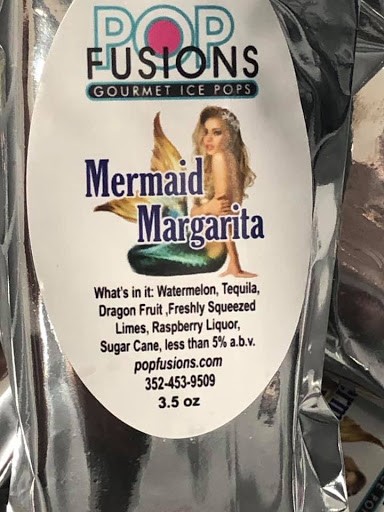 POP
FUSIONS
GOURMET ICE POPS
Mermaid
Margarita
What's in it: Watermelon, Tequila,
Dragon Fruit ,Freshly Squeezed
Limes, Raspberry Liquor,
Sugar Cane, less than 5% a.b.v.
popfusions.com
352-453-9509
3.5 oz